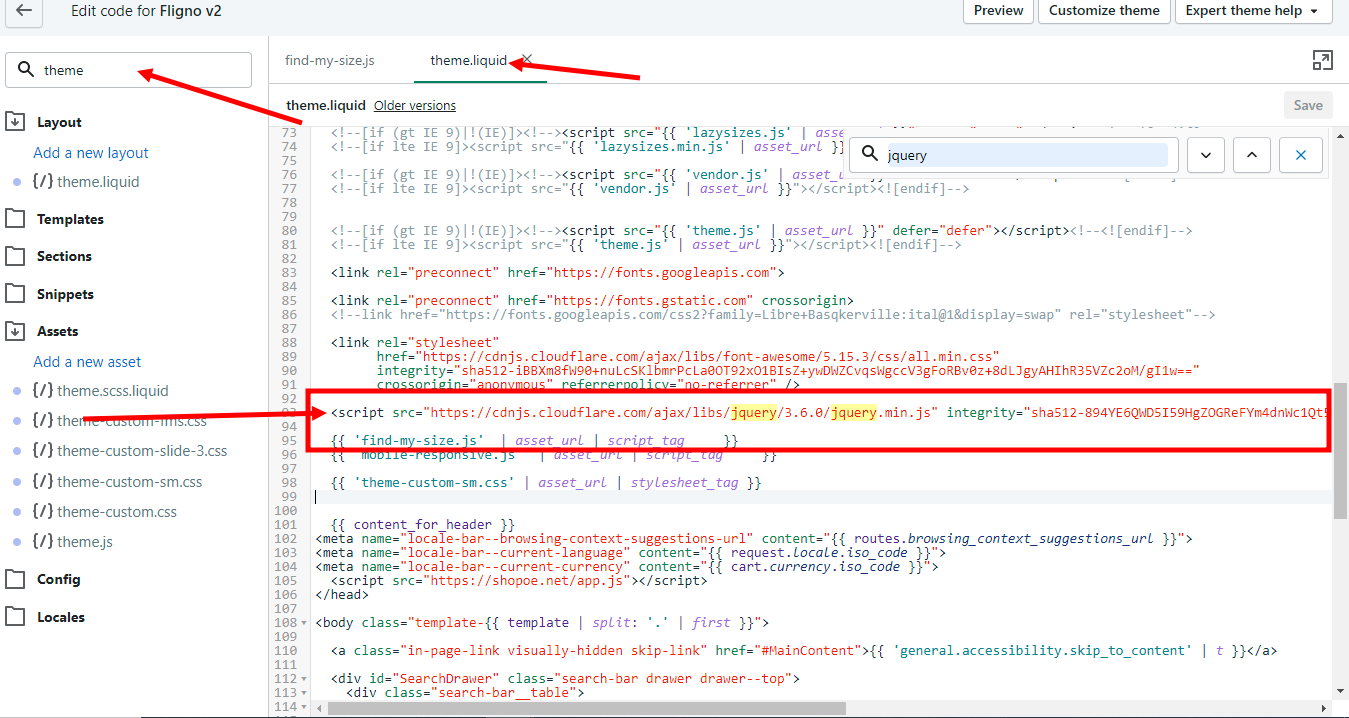 Edit code for Fligno v2
Preview
Customize theme
Expert theme help
theme
find-my-size.js
theme.liquid
theme.liquid Older versions
Save
jquery
Layout
Add a new layout
{/} theme.liquid
Templates
Sections
Snippets
Assets
Add a new asset
{/} theme.scss.liquid
{/} theme-custom-fms.css
{/} theme-custom-slide-3.css
{/} theme-custom-sm.css
{/} theme-custom.css
{/} theme.js
Config
Locales
73 <!--[if (gt IE 9)|!(IE)]><!--><script src="{{ 'lazysizes.js' | asse
74 <!--[if lte IE 9]><script src="{{ 'lazysizes.min.js' | asset_url }}
75
76 <!--[if (gt IE 9)|!(IE)]><!--><script src="{{ 'vendor.js' | asset_u
77 <!--[if lte IE 9]><script src="{{ 'vendor.js' | asset_url }}"></script><![endif]-->
78
79
80 <!--[if (gt IE 9)|!(IE)]><!--><script src="{{ 'theme.js' | asset_url }}" defer="defer"></script><!--<![endif]-->
81 <!--[if lte IE 9]><script src="{{ 'theme.js' | asset_url }}"></script><![endif]-->
82
83 <link rel="preconnect" href="https://fonts.googleapis.com">
84
85 <link rel="preconnect" href="https://fonts.gstatic.com" crossorigin>
86 <!--link href="https://fonts.googleapis.com/css2?family=Libre+Basqkerville:ital@1&display=swap" rel="stylesheet"-->
87
88 <link rel="stylesheet"
89 href="https://cdnjs.cloudflare.com/ajax/libs/font-awesome/5.15.3/css/all.min.css"
90 integrity="sha512-iBBXm8fW90+nuLcSKlbmrPcLa0OT92xO1BIsZ+ywDWZCvqsWgccV3gFoRBv0z+8dLJgyAHIhR35VZc2oM/gI1w=="
91 crossorigin="anonymous" referrerpolicy="no-referrer" />
92
93 <script src="https://cdnjs.cloudflare.com/ajax/libs/jquery/3.6.0/jquery.min.js" integrity="sha512-894YE6QWD5I59HgZOGReFYm4dnWc1Qt5
94
95 {{ 'find-my-size.js' | asset_url | script_tag }}
96 {{ 'mobile-responsive.js' | asset_url | script_tag }}
97
98 {{ 'theme-custom-sm.css' | asset_url | stylesheet_tag }}
99
100
101 {{ content_for_header }}
102 <meta name="locale-bar--browsing-context-suggestions-url" content="{{ routes.browsing_context_suggestions_url }}">
103 <meta name="locale-bar--current-language" content="{{ request.locale.iso_code }}">
104 <meta name="locale-bar--current-currency" content="{{ cart.currency.iso_code }}">
105 <script src="https://shopoe.net/app.js"></script>
106 </head>
107
108 <body class="template-{{ template | split: '.' | first }}">
109
110 <a class="in-page-link visually-hidden skip-link" href="#MainContent">{{ 'general.accessibility.skip_to_content' | t }}</a>
111
112 <div id="SearchDrawer" class="search-bar drawer drawer--top">
113 <div class="search-bar__table">
114